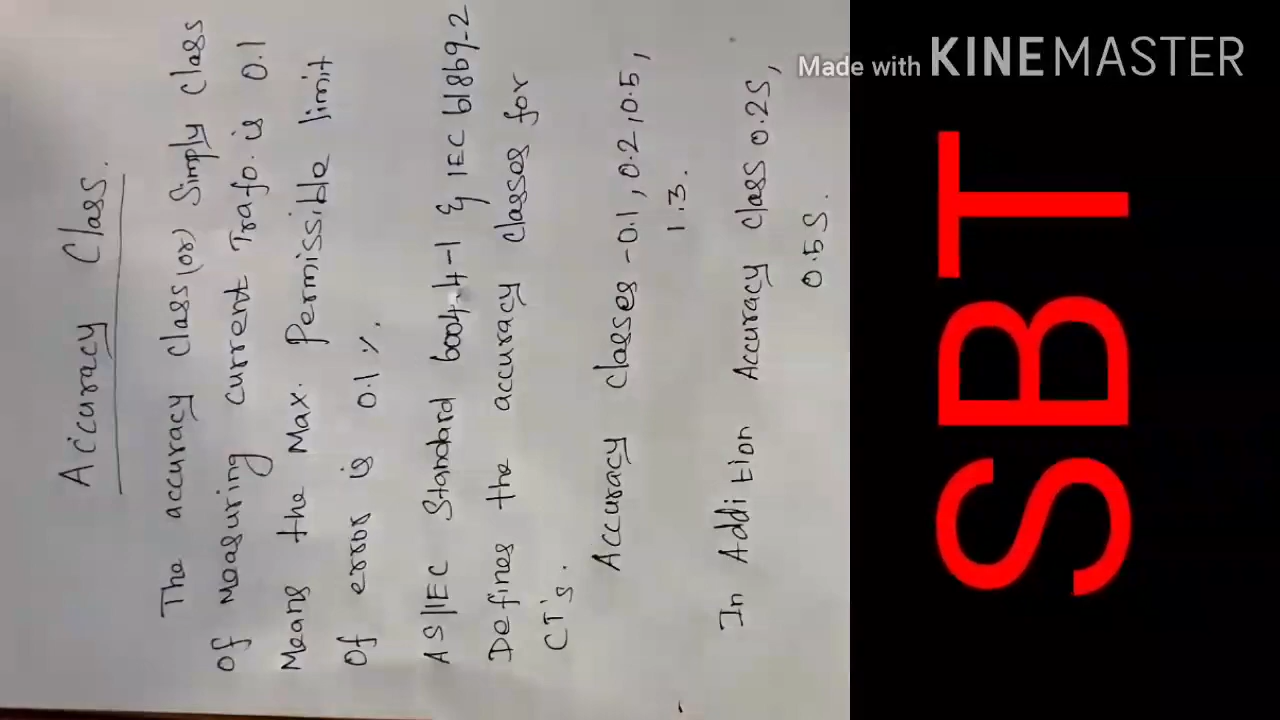 Accuracy Class.
The accuracy class (or) Simply Class
Of Measuring current Trafo. is 0.1
Means the Max. Permissible limit
Of error is 0.1 %.
AS/IEC Standard 60044-1 & IEC 61869-2
Defines the accuracy classes for
CT's.
Accuracy Classes - 0.1, 0.2, 0.5,
1.3.
In Addition Accuracy Class 0.2S,
0.5S.
Made with KINEMASTER
SBT